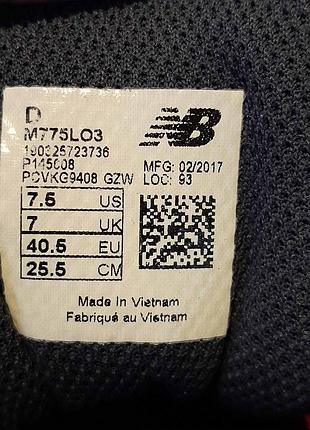 D
M775LO3
190325723736
P145008
PCVKG9408 GZW
NB
MFG: 02/2017
LOC: 93
7.5 US
7 UK
40.5 EU
25.5 CM
Made In Vietnam
Fabriqué au Vietnam